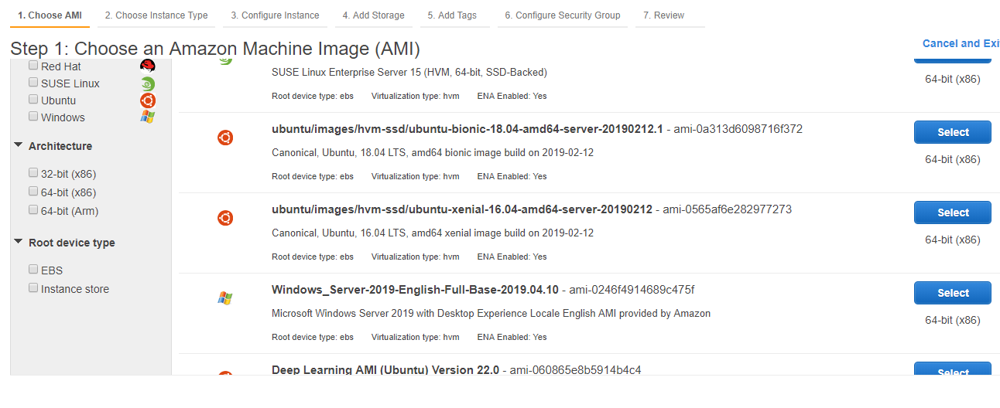 1. Choose AMI 2. Choose Instance Type 3. Configure Instance 4. Add Storage 5. Add Tags 6. Configure Security Group 7. Review
Step 1: Choose an Amazon Machine Image (AMI)
Cancel and Exi
Red Hat
SUSE Linux
Ubuntu
Windows
Architecture
32-bit (x86)
64-bit (x86)
64-bit (Arm)
Root device type
EBS
Instance store
SUSE Linux Enterprise Server 15 (HVM, 64-bit, SSD-Backed)
64-bit (x86)
Root device type: ebs Virtualization type: hvm ENA Enabled: Yes
ubuntu/images/hvm-ssd/ubuntu-bionic-18.04-amd64-server-20190212.1 - ami-0a313d6098716f372
Select
Canonical, Ubuntu, 18.04 LTS, amd64 bionic image build on 2019-02-12
64-bit (x86)
Root device type: ebs Virtualization type: hvm ENA Enabled: Yes
ubuntu/images/hvm-ssd/ubuntu-xenial-16.04-amd64-server-20190212 - ami-0565af6e282977273
Select
Canonical, Ubuntu, 16.04 LTS, amd64 xenial image build on 2019-02-12
64-bit (x86)
Root device type: ebs Virtualization type: hvm ENA Enabled: Yes
Windows_Server-2019-English-Full-Base-2019.04.10 - ami-0246f4914689c475f
Select
Microsoft Windows Server 2019 with Desktop Experience Locale English AMI provided by Amazon
64-bit (x86)
Root device type: ebs Virtualization type: hvm ENA Enabled: Yes
Deep Learning AMI (Ubuntu) Version 22.0 - ami-060865e8b5914b4c4
Select